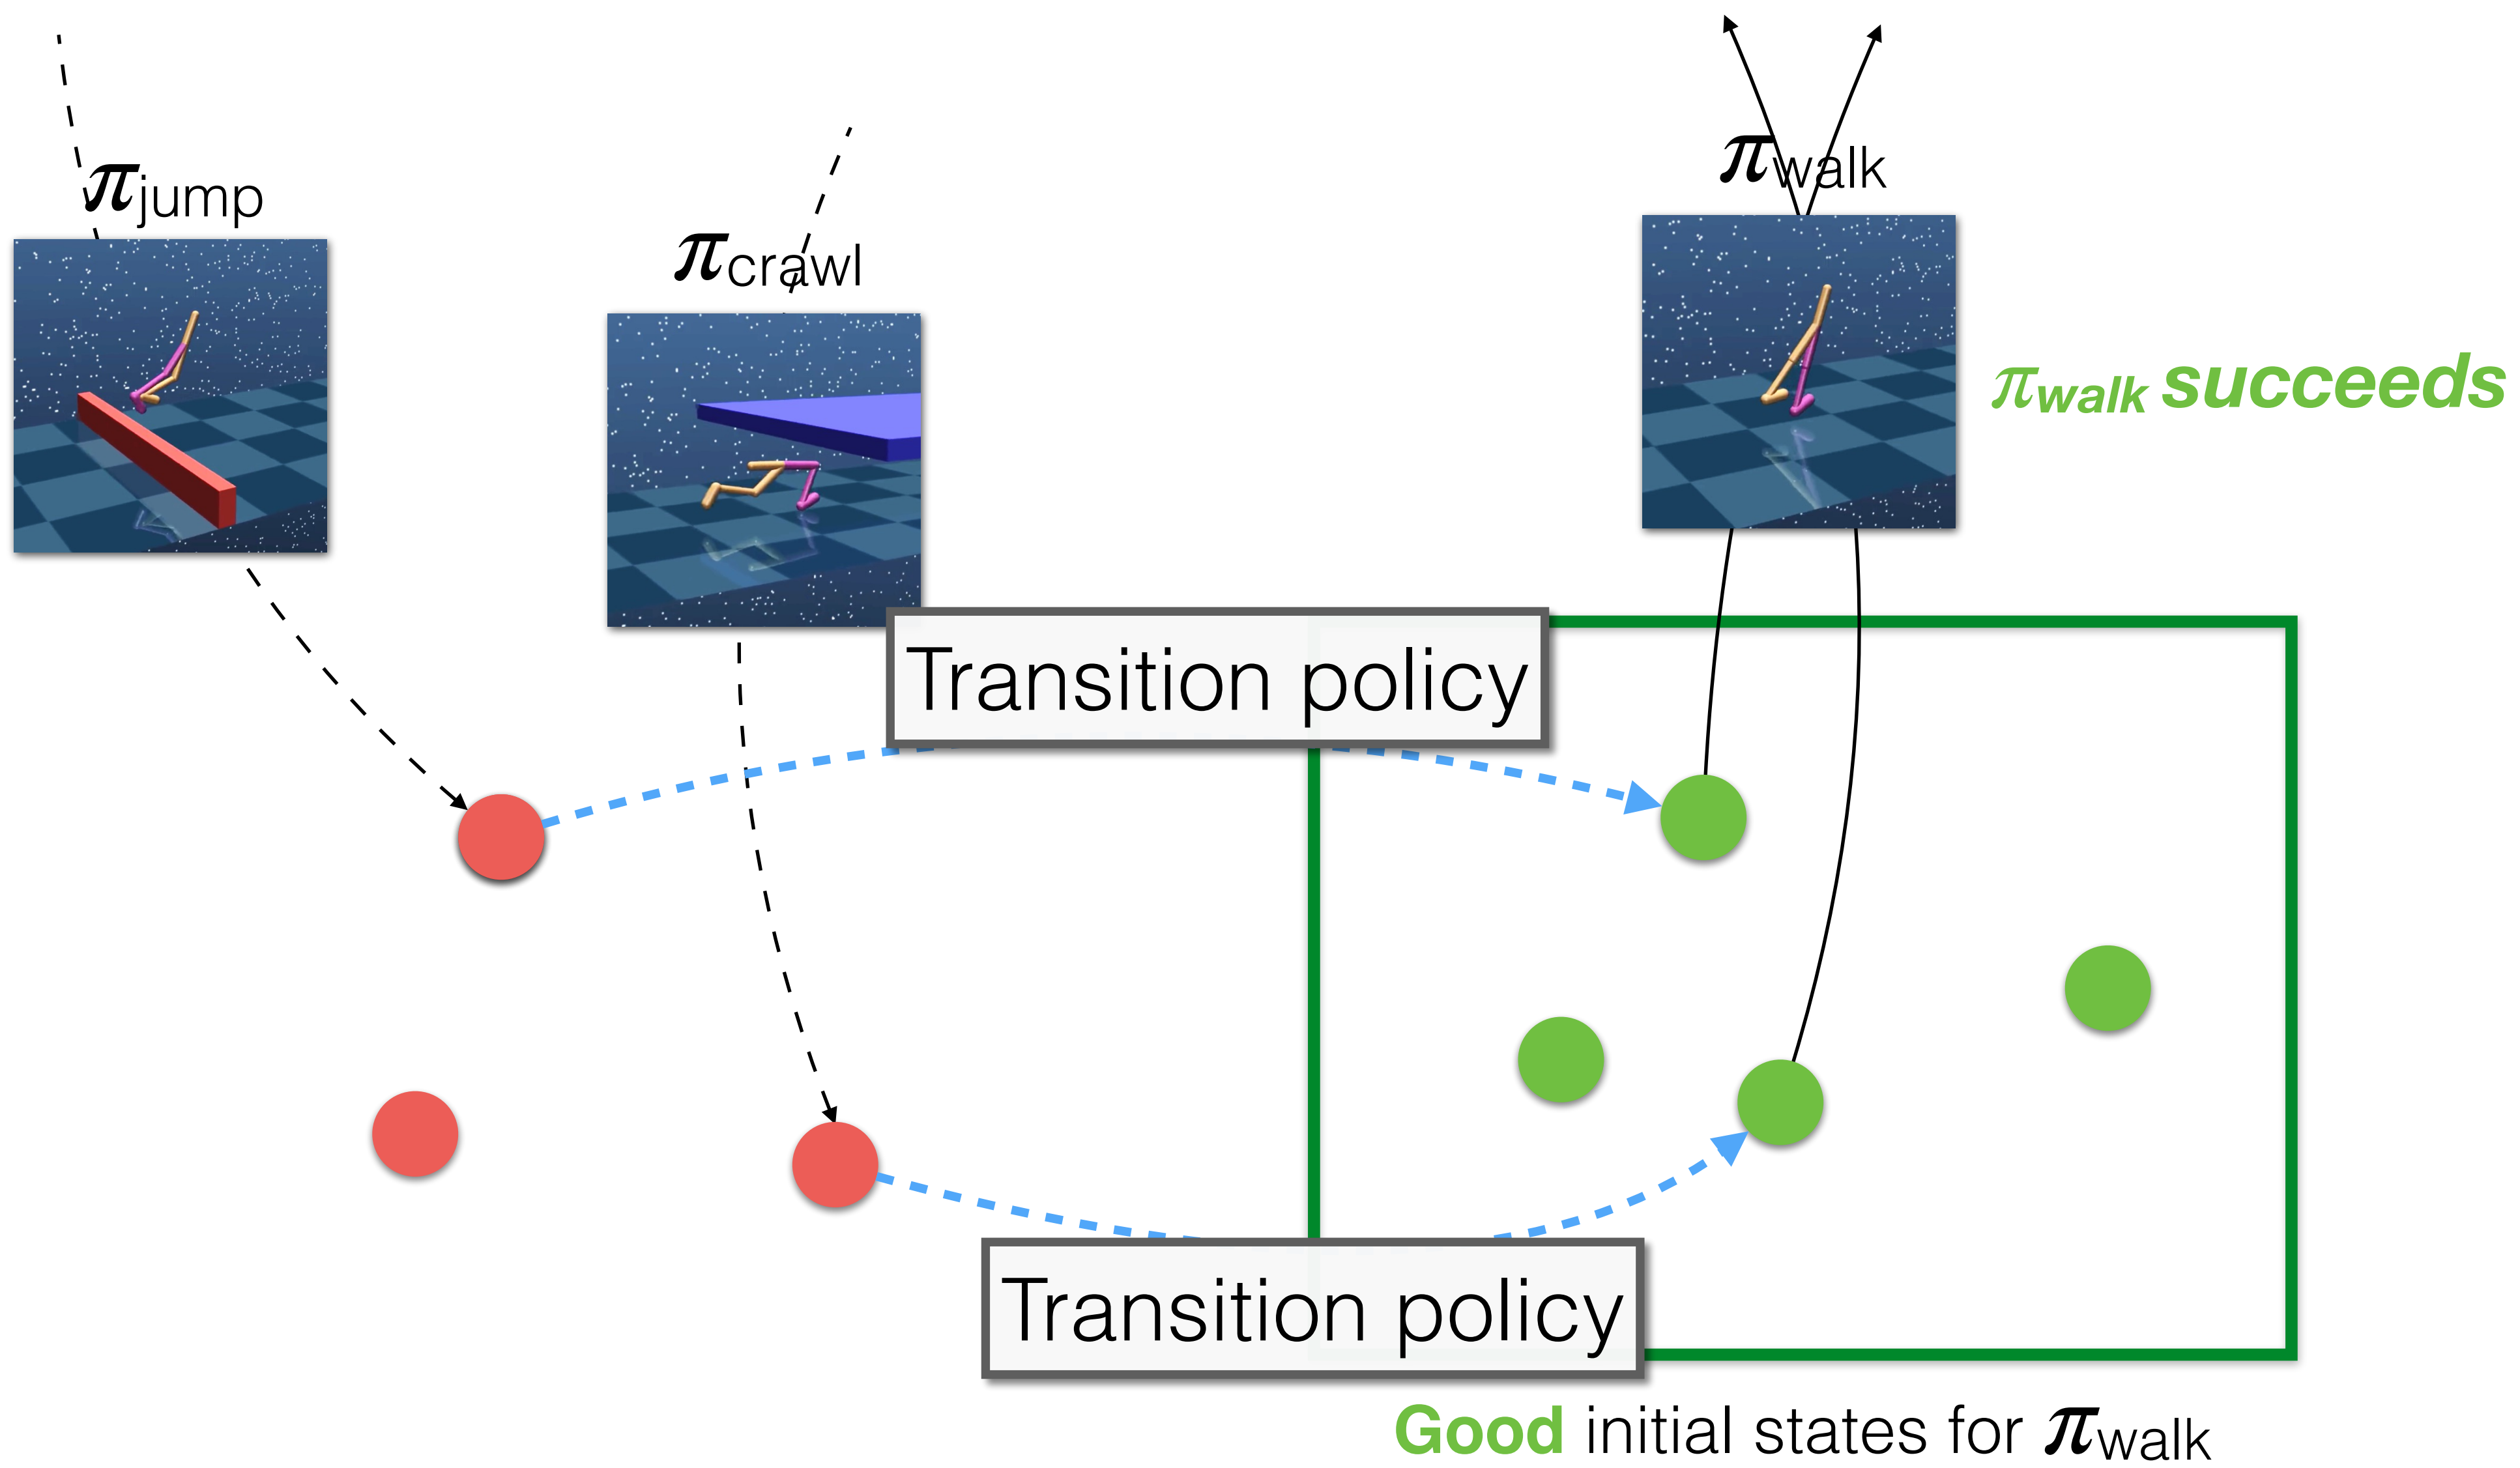 πjump
πcrawl
πwalk
πwalk succeeds
Transition policy
Transition policy
Good initial states for πwalk